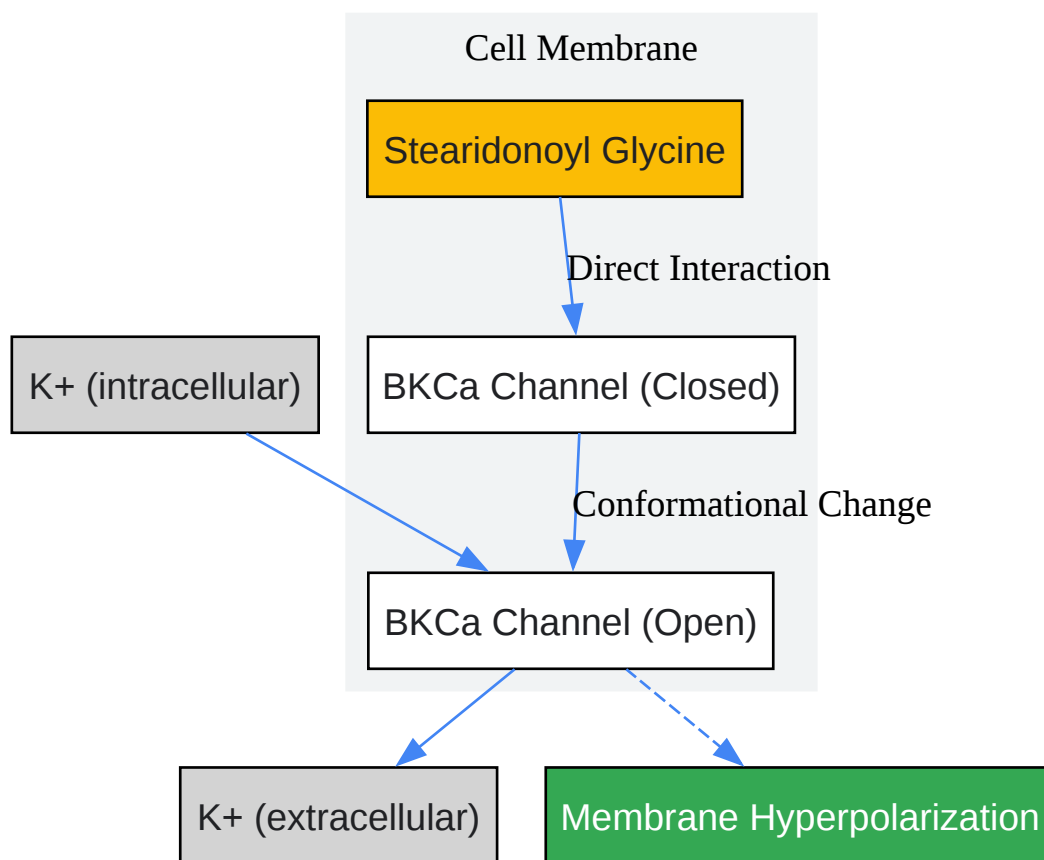 Cell Membrane
Stearidonoyl Glycine
Direct Interaction
K+ (intracellular)
BKCa Channel (Closed)
Conformational Change
BKCa Channel (Open)
K+ (extracellular)
Membrane Hyperpolarization